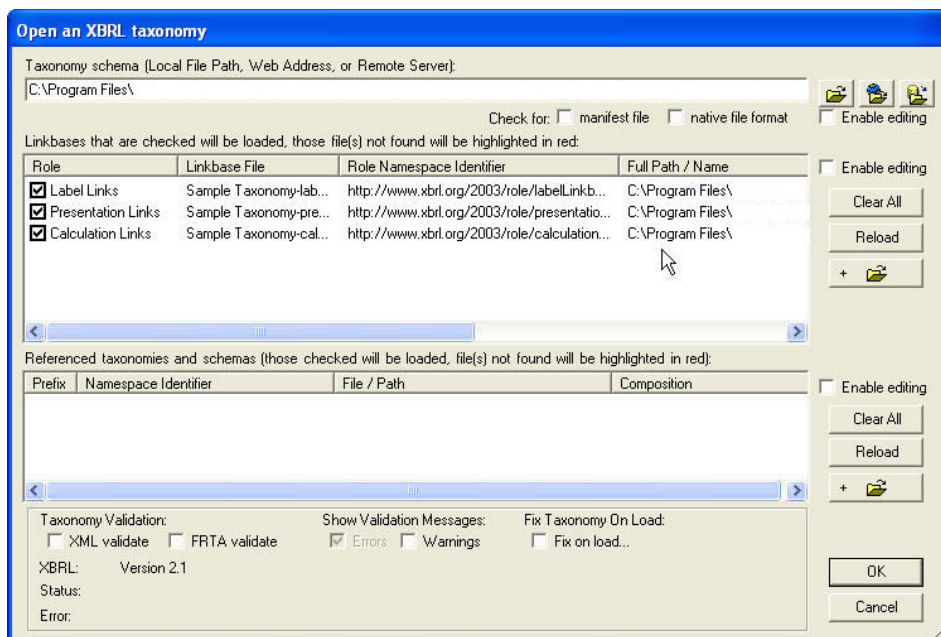 Open an XBRL taxonomy
Taxonomy schema (Local File Path, Web Address, or Remote Server):
C:\Program Files\
Check for: manifest file native file format Enable editing
Linkbases that are checked will be loaded, those file(s) not found will be highlighted in red:
Role Linkbase File Role Namespace Identifier Full Path / Name Enable editing
Label Links Sample Taxonomy-lab... http://www.xbrl.org/2003/role/labelLinkb... C:\Program Files\
Clear All
Presentation Links Sample Taxonomy-pre... http://www.xbrl.org/2003/role/presentatio... C:\Program Files\
Calculation Links Sample Taxonomy-cal... http://www.xbrl.org/2003/role/calculation... C:\Program Files\
Reload
+
Referenced taxonomies and schemas (those checked will be loaded, file(s) not found will be highlighted in red):
Prefix Namespace Identifier File / Path Composition Enable editing
Clear All
Reload
+
Taxonomy Validation: Show Validation Messages: Fix Taxonomy On Load:
XML validate FRTA validate Errors Warnings Fix on load...
XBRL: Version 2.1
OK
Status:
Cancel
Error: